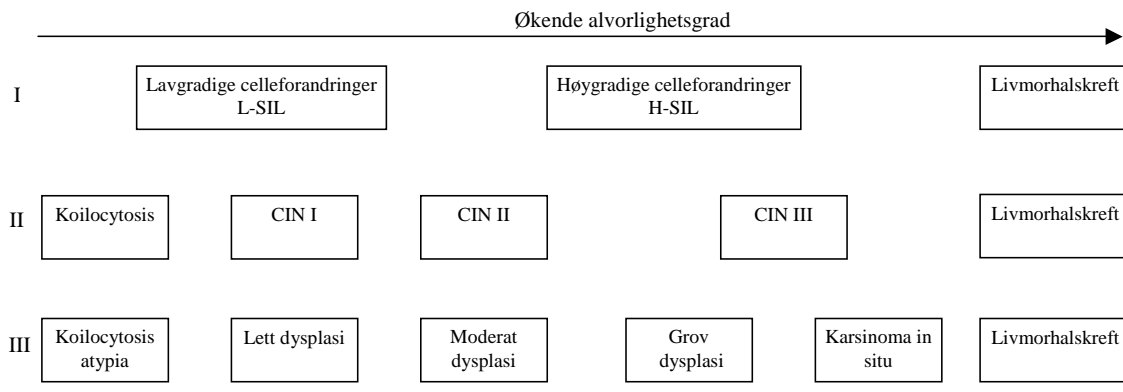 Økende alvorlighetsgrad
I
Lavgradige celleforandringer
L-SIL
Høygradige celleforandringer
H-SIL
Livmorhalskreft
II
Koilocytosis
CIN I
CIN II
CIN III
Livmorhalskreft
III
Koilocytosis
atypia
Lett dysplasi
Moderat
dysplasi
Grov
dysplasi
Karsinoma in
situ
Livmorhalskreft